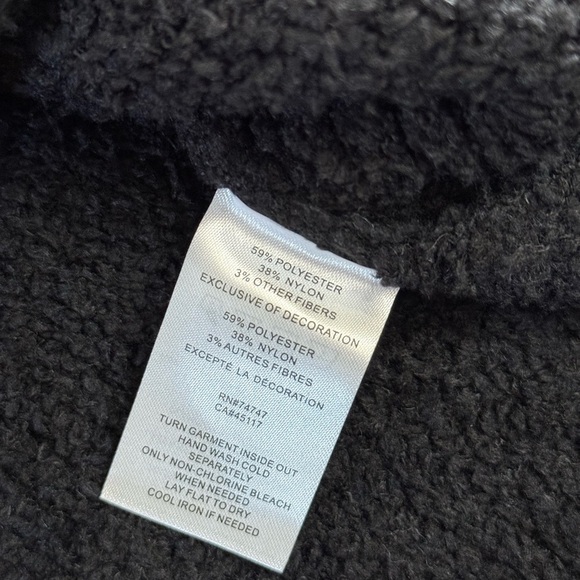 59% POLYESTER
38% NYLON
3% OTHER FIBERS
EXCLUSIVE OF DECORATION
59% POLYESTER
38% NYLON
3% AUTRES FIBRES
EXCEPTÉ LA DÉCORATION
RN#74747
CA#45117
TURN GARMENT INSIDE OUT
HAND WASH COLD
SEPARATELY
ONLY NON-CHLORINE BLEACH
WHEN NEEDED
LAY FLAT TO DRY
COOL IRON IF NEEDED